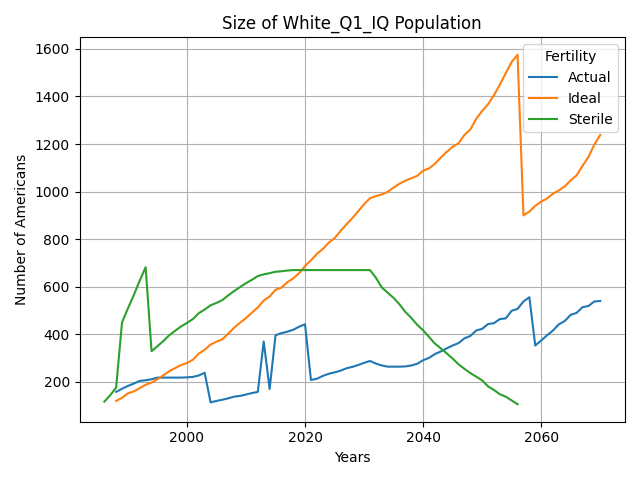 Size of White_Q1_IQ Population
Fertility
Actual
Ideal
Sterile
Number of Americans
1600
1400
1200
1000
800
600
400
200
2000
2020
2040
2060
Years